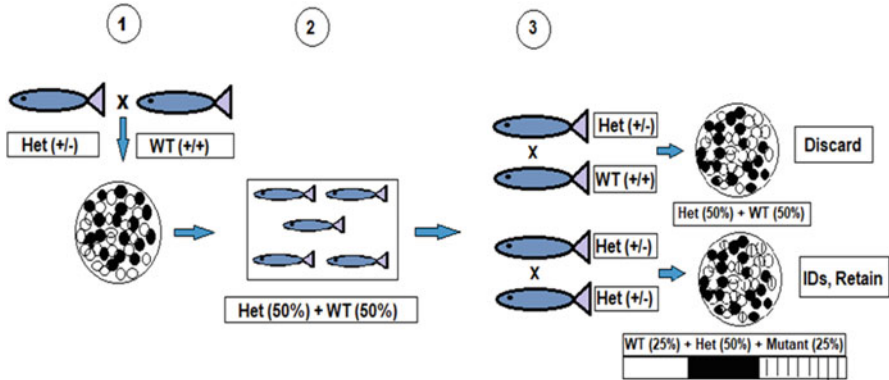 1
2
3
X
Het (+/-)
WT (+/+)
Het (50%) + WT (50%)
Het (+/-)
X
WT (+/+)
Discard
Het (50%) + WT (50%)
Het (+/-)
X
Het (+/-)
IDs, Retain
WT (25%) + Het (50%) + Mutant (25%)